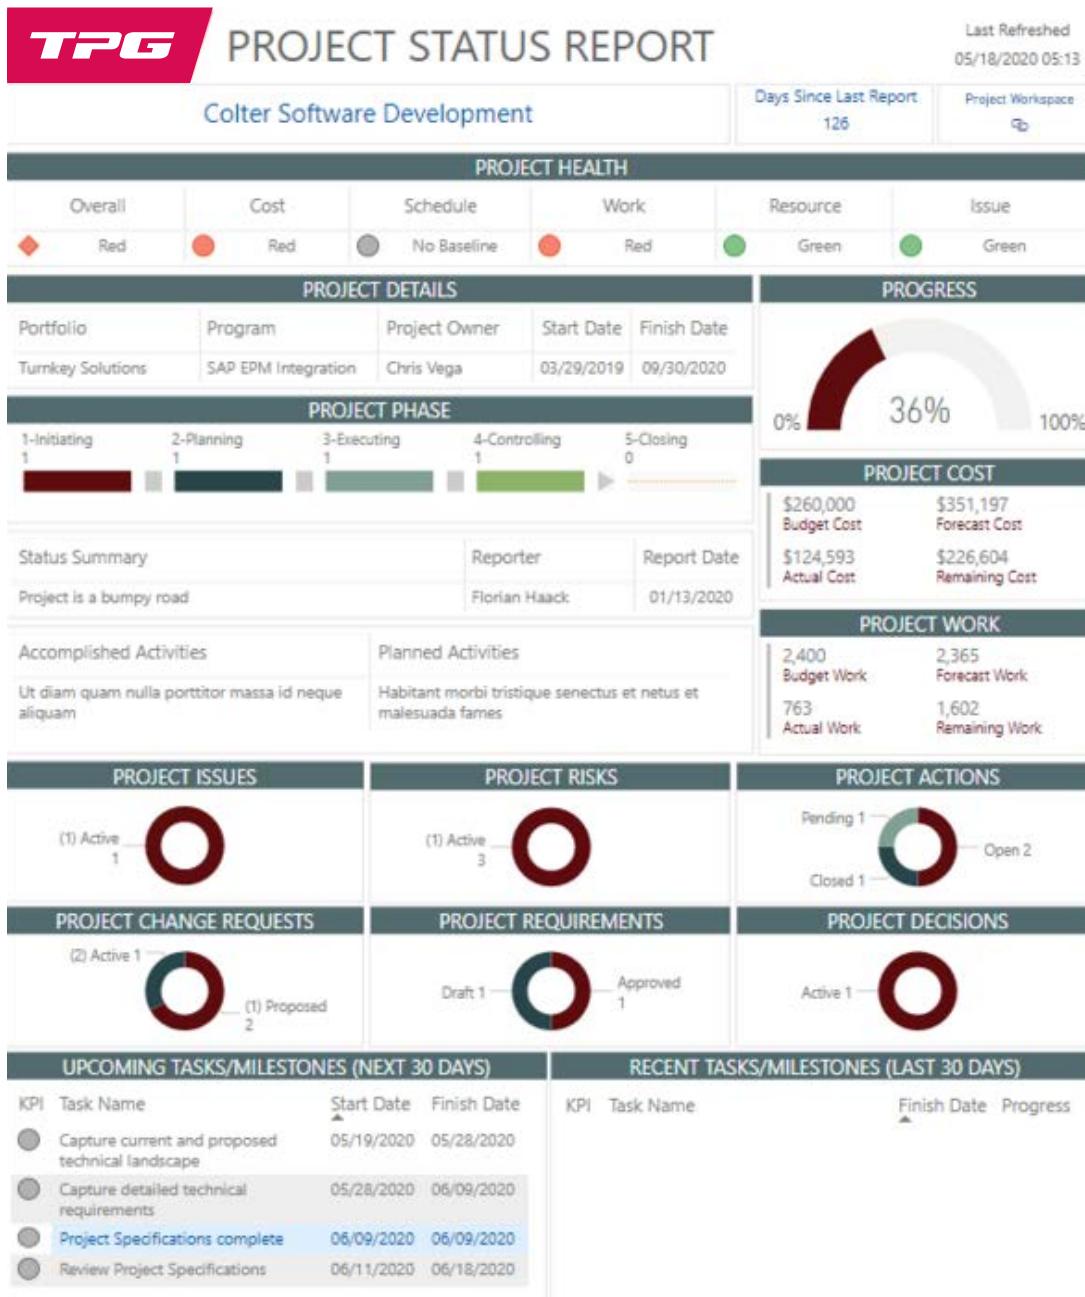 TPG
PROJECT STATUS REPORT
Last Refreshed
05/18/2020 05:13
Colter Software Development
Days Since Last Report
126
Project Workspace
PROJECT HEALTH
Overall Cost Schedule Work Resource Issue
Red Red No Baseline Red Green Green
PROJECT DETAILS
Portfolio Program Project Owner Start Date Finish Date
Turnkey Solutions SAP EPM Integration Chris Vega 03/29/2019 09/30/2020
PROGRESS
0% 36% 100%
PROJECT PHASE
1-Initiating 2-Planning 3-Executing 4-Controlling 5-Closing
1 1 1 1 0
PROJECT COST
$260,000 $351,197
Budget Cost Forecast Cost
$124,593 $226,604
Actual Cost Remaining Cost
Status Summary Reporter Report Date
Project is a bumpy road Florian Haack 01/13/2020
PROJECT WORK
2,400 2,365
Budget Work Forecast Work
763 1,602
Actual Work Remaining Work
Accomplished Activities Planned Activities
Ut diam quam nulla porttitor massa id neque
aliquam
Habitant morbi tristique senectus et netus et
malesuada fames
PROJECT ISSUES
(1) Active
1
PROJECT RISKS
(1) Active
3
PROJECT ACTIONS
Pending 1
Open 2
Closed 1
PROJECT CHANGE REQUESTS
(2) Active 1
(1) Proposed
2
PROJECT REQUIREMENTS
Draft 1
Approved
1
PROJECT DECISIONS
Active 1
UPCOMING TASKS/MILESTONES (NEXT 30 DAYS)
KPI Task Name Start Date Finish Date
Capture current and proposed
technical landscape
05/19/2020 05/28/2020
Capture detailed technical
requirements
05/28/2020 06/09/2020
Project Specifications complete 06/09/2020 06/09/2020
Review Project Specifications 06/11/2020 06/18/2020
RECENT TASKS/MILESTONES (LAST 30 DAYS)
KPI Task Name Finish Date Progress